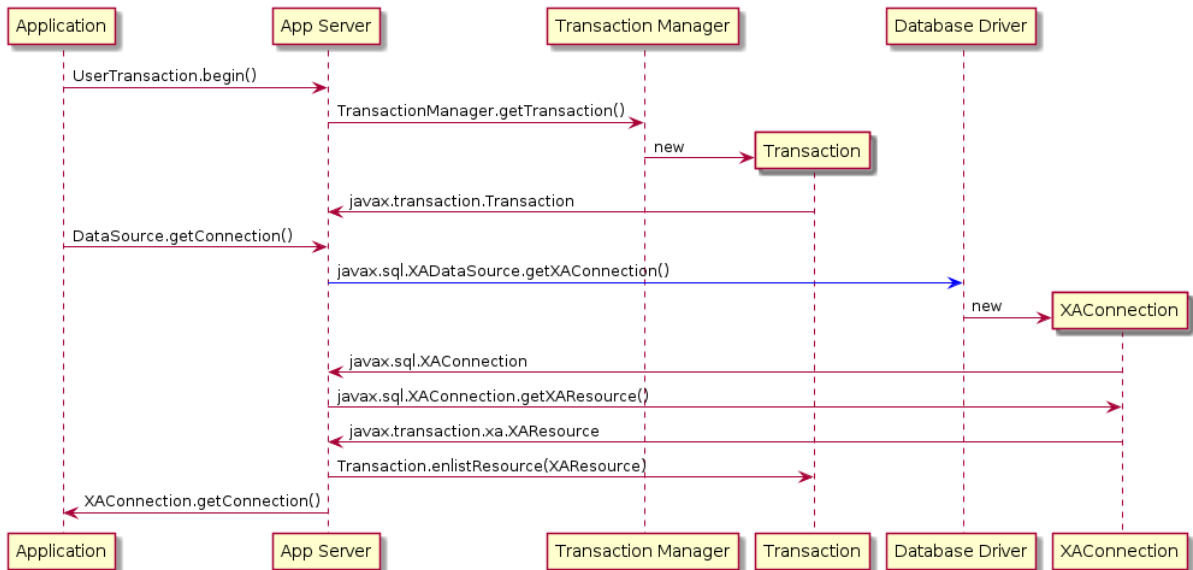 Application
App Server
Transaction Manager
Database Driver
UserTransaction.begin()
TransactionManager.getTransaction()
new
Transaction
javax.transaction.Transaction
DataSource.getConnection()
javax.sql.XADataSource.getXAConnection()
new
XAConnection
javax.sql.XAConnection
javax.sql.XAConnection.getXAResource()
javax.transaction.xa.XAResource
Transaction.enlistResource(XAResource)
XAConnection.getConnection()
Application
App Server
Transaction Manager
Transaction
Database Driver
XAConnection